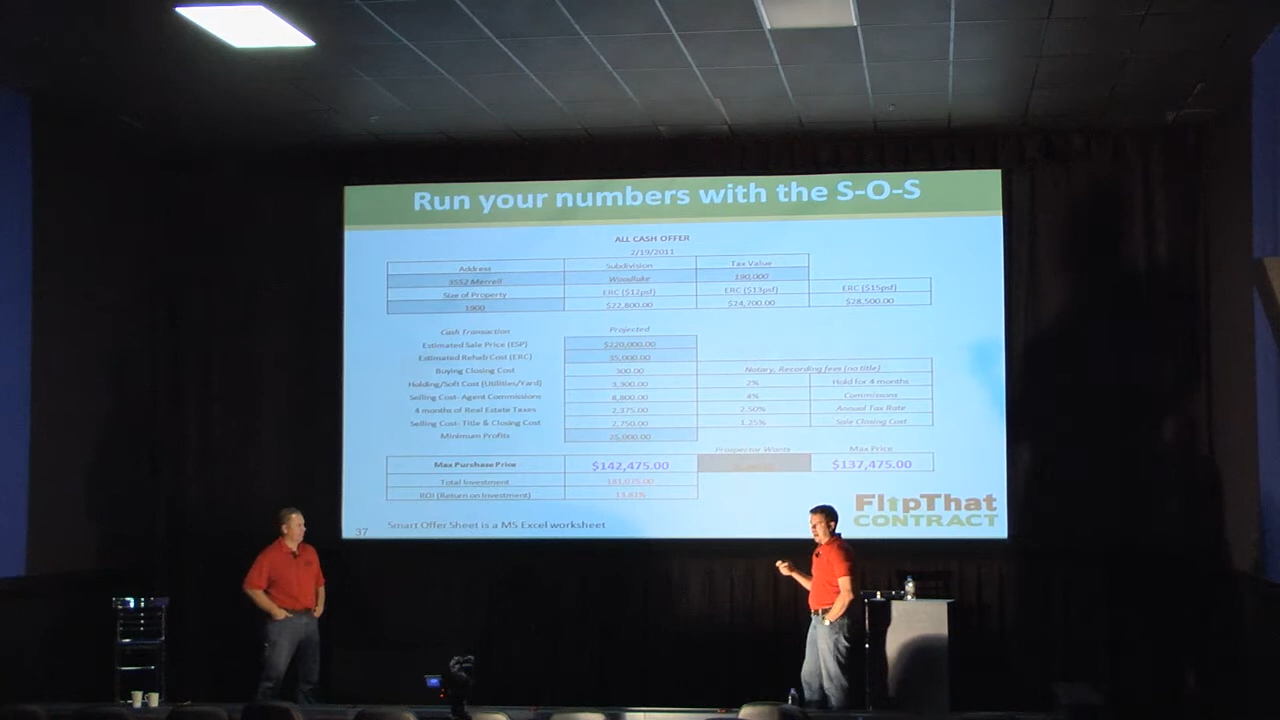 Run your numbers with the S-O-S
ALL CASH OFFER
2/19/2011
Address Subdivision Tax Value
3552 Merrell Woodlake 190,000
Size of Property ERC ($12psf) ERC ($13psf) ERC ($15psf)
1900 $22,800.00 $24,700.00 $28,500.00
Cash Transaction Projected
Estimated Sale Price (ESP) $220,000.00
Estimated Rehab Cost (ERC) 35,000.00
Buying Closing Cost 300.00 Notary, Recording fees (no title)
Holding/Soft Cost (Utilities/Yard) 3,300.00 2% Hold for 4 months
Selling Cost- Agent Commissions 8,800.00 4% Commissions
4 months of Real Estate Taxes 2,375.00 2.50% Annual Tax Rate
Selling Cost- Title & Closing Cost 2,750.00 1.25% Sale Closing Cost
Minimum Profits 25,000.00
Prospector Wants Max Price
Max Purchase Price $142,475.00 $137,475.00
Total Investment 181,075.00
ROI (Return on Investment) 13.81%
FlipThat
CONTRACT
Smart Offer Sheet is a MS Excel worksheet
37